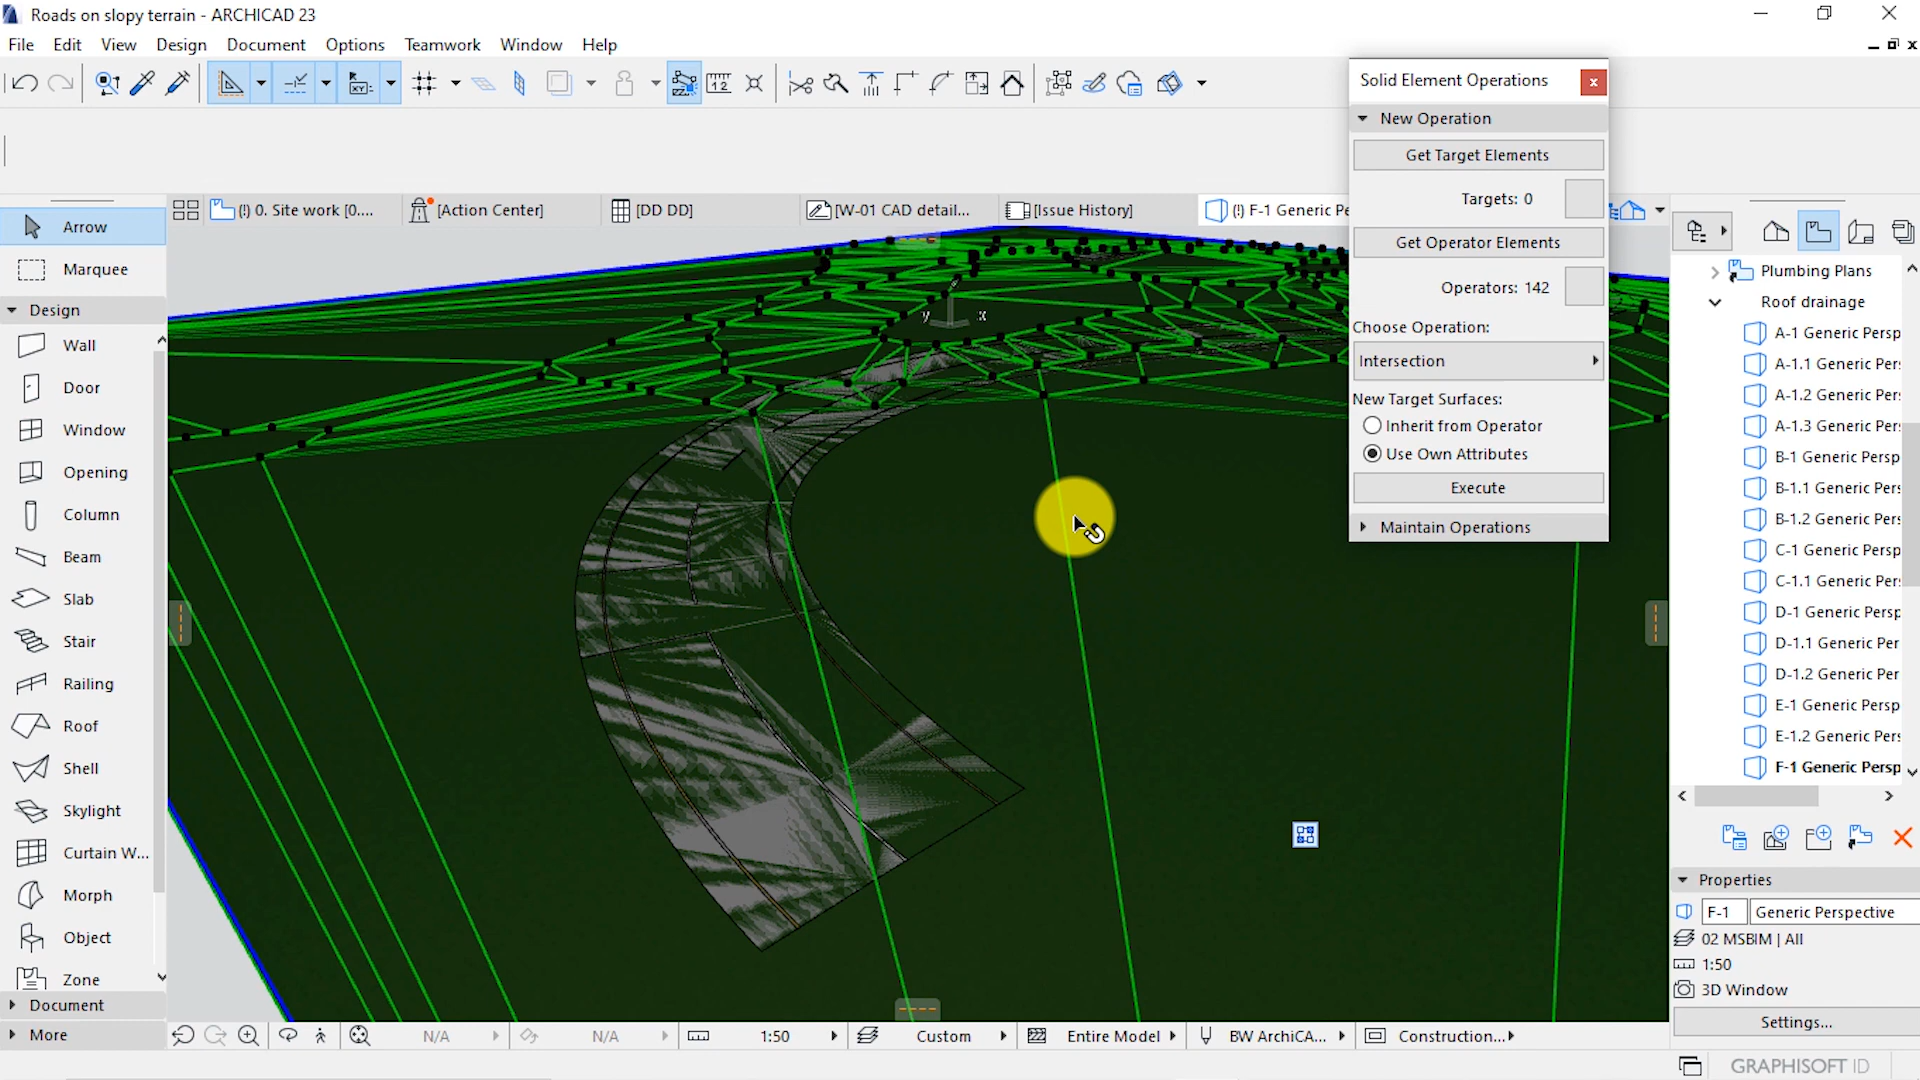 Roads on slopy terrain - ARCHICAD 23
File Edit View Design Document Options Teamwork Window Help
Solid Element Operations
New Operation
Get Target Elements
Targets: 0
Get Operator Elements
Operators: 142
Choose Operation:
Intersection
New Target Surfaces:
Inherit from Operator
Use Own Attributes
Execute
Maintain Operations
(!) 0. Site work [0.... [Action Center] [DD DD] [W-01 CAD detail... [Issue History] (!) F-1 Generic Pe
Arrow
Marquee
Design
Wall
Door
Window
Opening
Column
Beam
Slab
Stair
Railing
Roof
Shell
Skylight
Curtain W...
Morph
Object
Zone
Document
More
y x
Plumbing Plans
Roof drainage
A-1 Generic Persp
A-1.1 Generic Per
A-1.2 Generic Per
A-1.3 Generic Per
B-1 Generic Persp
B-1.1 Generic Per
B-1.2 Generic Per
C-1 Generic Persp
C-1.1 Generic Per
D-1 Generic Persp
D-1.1 Generic Per
D-1.2 Generic Per
E-1 Generic Persp
E-1.2 Generic Per
F-1 Generic Persp
Properties
F-1 Generic Perspective
02 MSBIM | All
1:50
3D Window
Settings...
N/A N/A 1:50 Custom Entire Model BW ArchiCA... Construction...
GRAPHISOFT ID